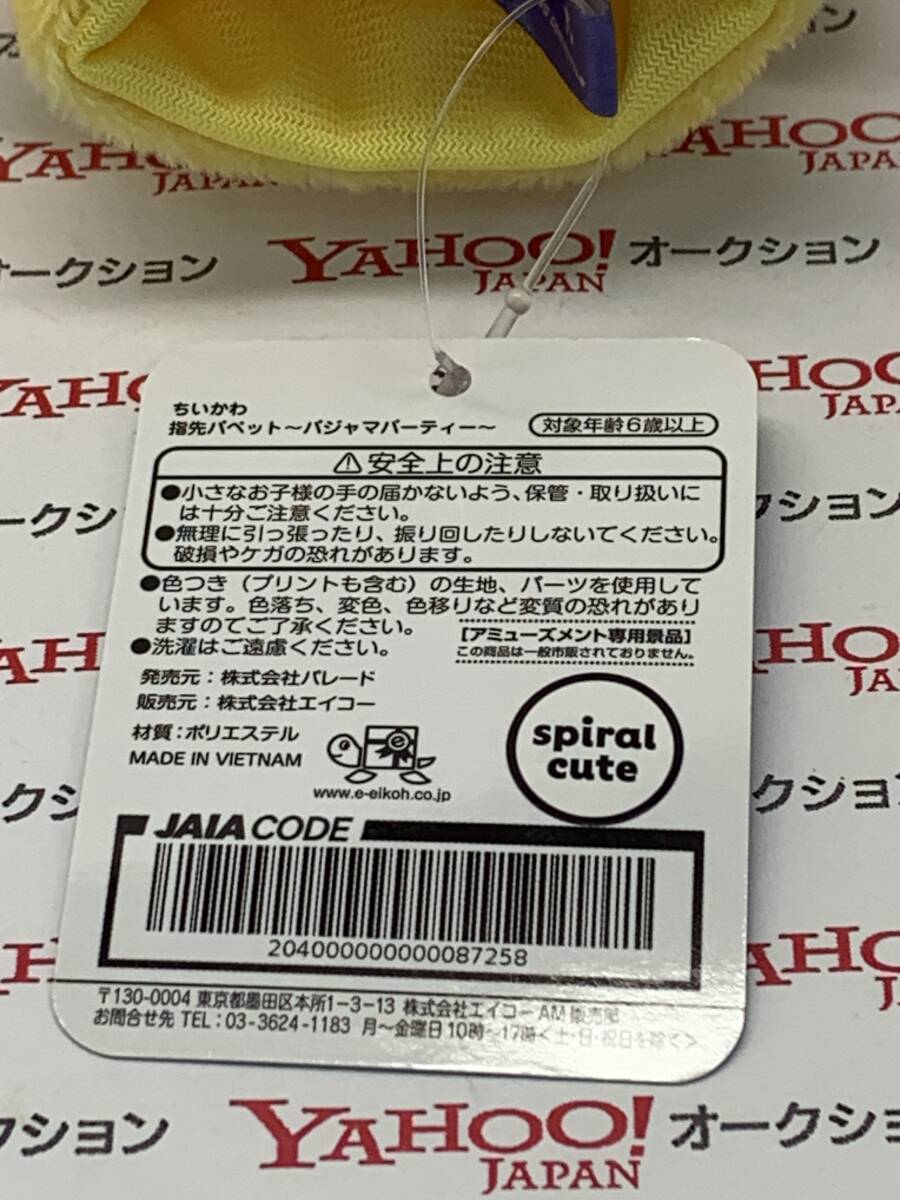 YAHOO! オークション
JAPAN
ちいかわ
指先パペット～パジャマパーティー～
対象年齢6歳以上
⚠安全上の注意
●小さなお子様の手の届かないよう、保管・取り扱いに
は十分ご注意ください。
●無理に引っ張ったり、振り回したりしないでください。
破損やケガの恐れがあります。
●色つき（プリントも含む）の生地、パーツを使用して
います。色落ち、変色、色移りなど変質の恐れがあり
ますのでご了承ください。
●洗濯はご遠慮ください。
【アミューズメント専用景品】
この商品は一般市販されておりません。
発売元：株式会社パレード
販売元：株式会社エイコー
材質：ポリエステル
MADE IN VIETNAM
e
www.e-eikoh.co.jp
spiral
cute
JAIA CODE
2040000000000087258
〒130-0004 東京都墨田区本所1-3-13 株式会社エイコーAM販売部
お問合せ先 TEL：03-3624-1183 月～金曜日10時～17時<土・日・祝日を除く>
YAHOO! オークション
JAPAN